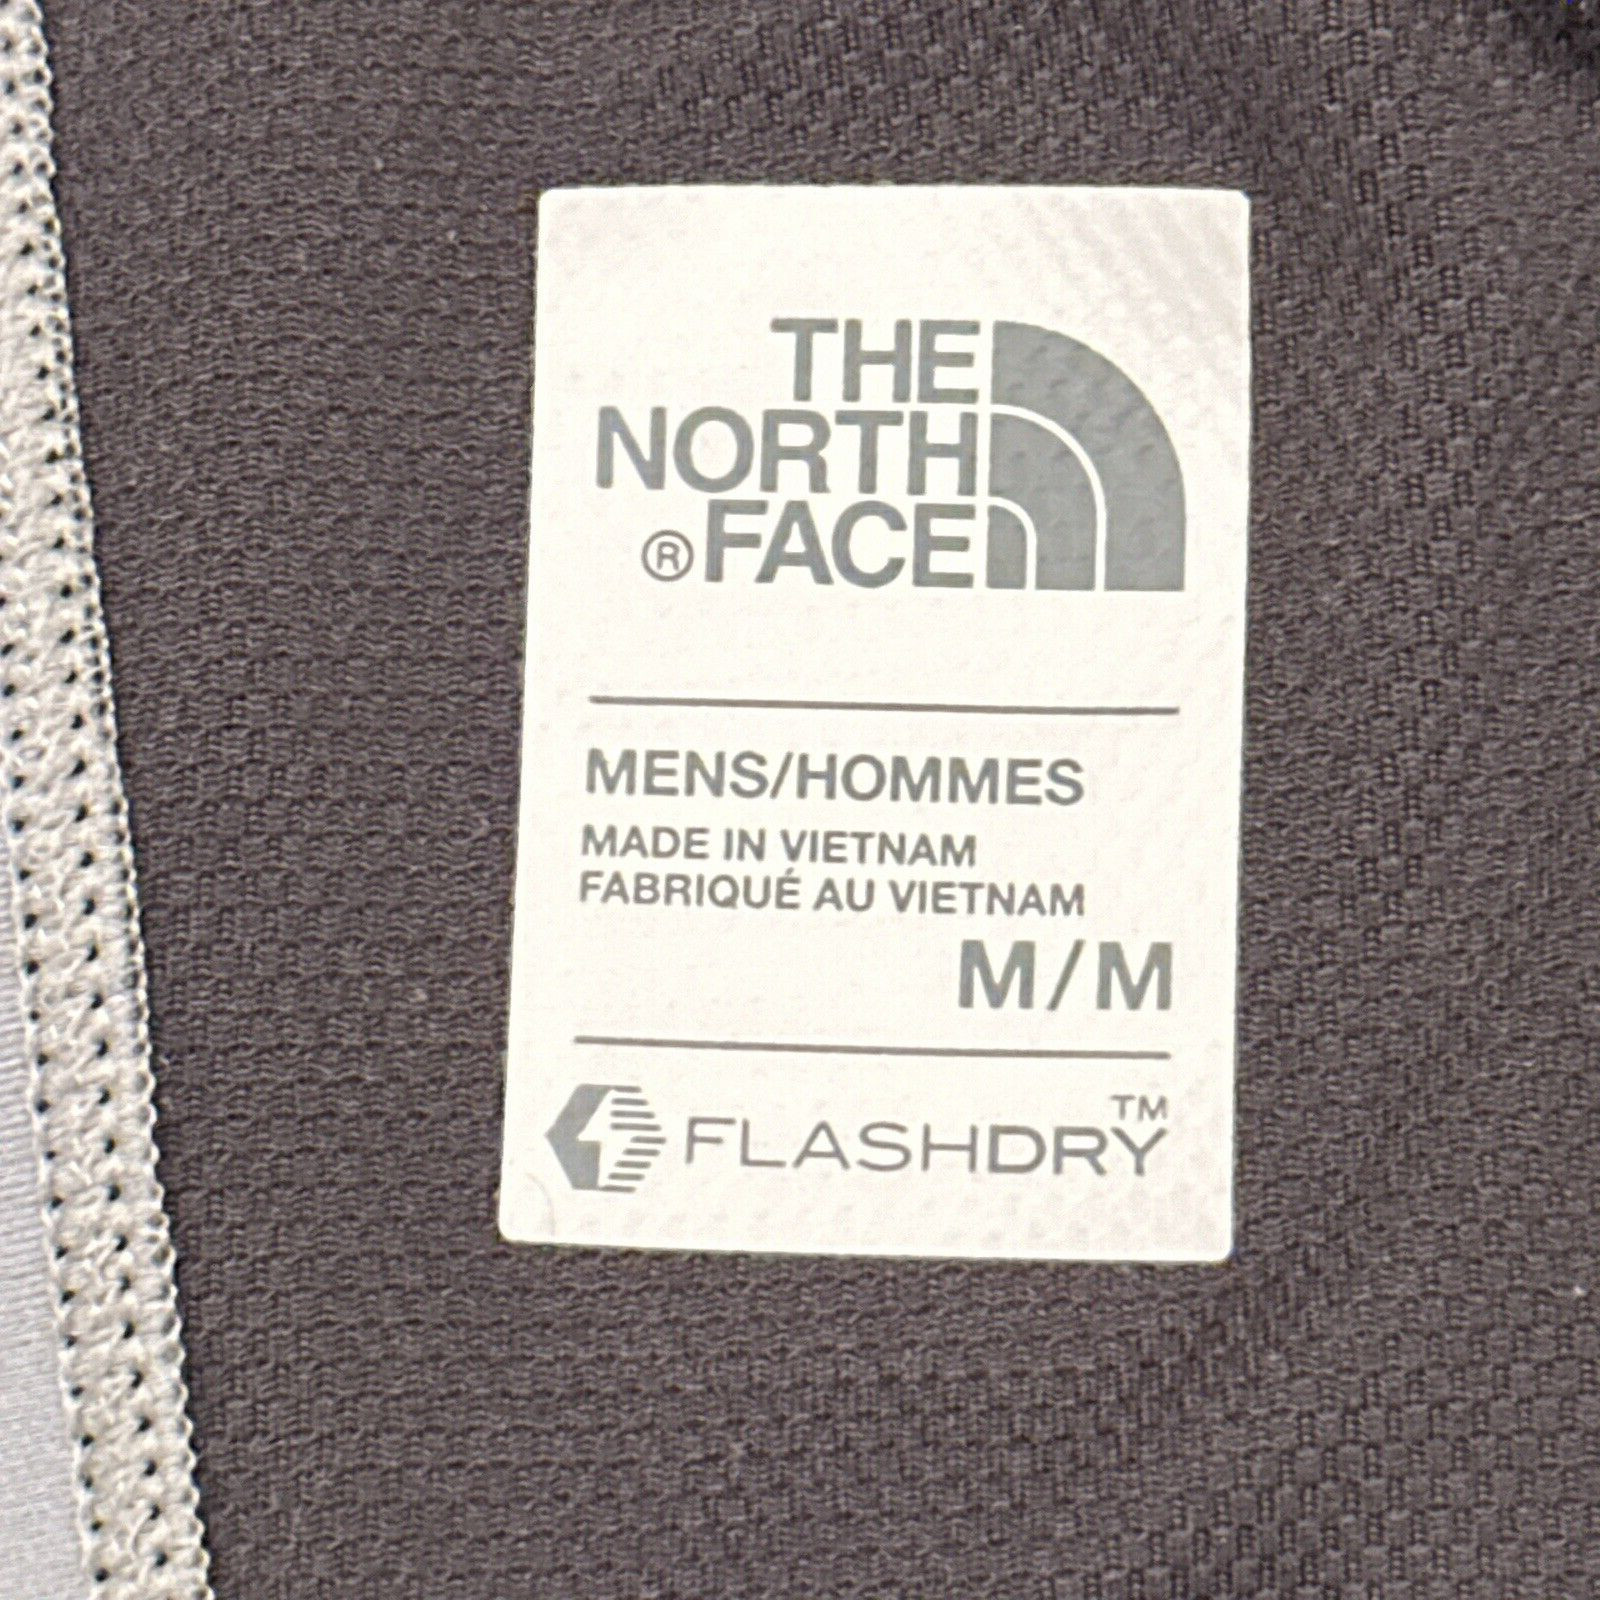 THE
NORTH
® FACE
MENS/HOMMES
MADE IN VIETNAM
FABRIQUÉ AU VIETNAM
M/M
FLASHDRY™